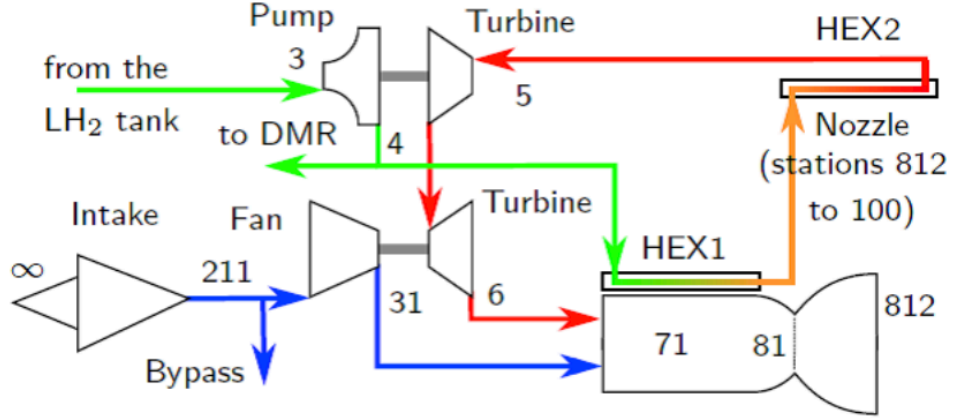 Pump
Turbine
HEX2
3
from the
5
LH2 tank
to DMR
4
Nozzle
(stations 812
to 100)
Intake
Fan
Turbine
HEX1
∞
211
31
6
812
71
81
Bypass